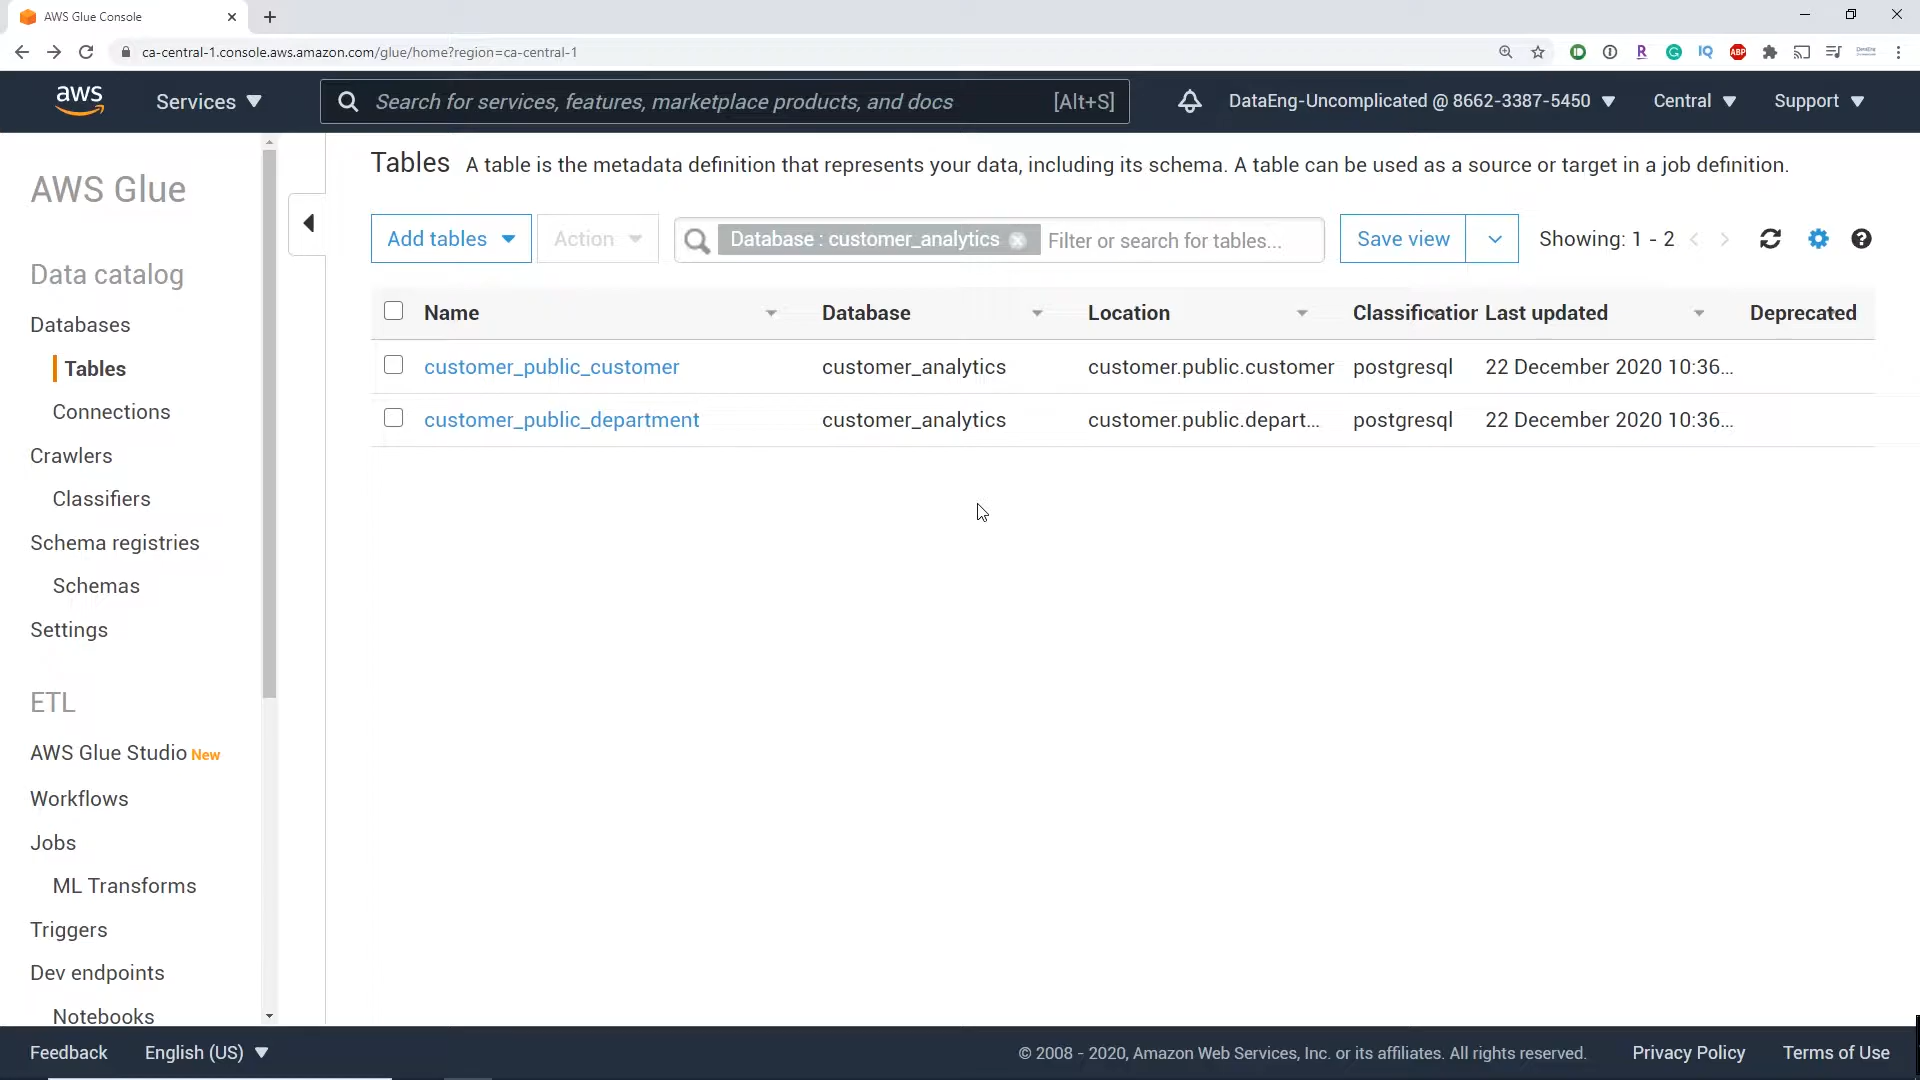 AWS Glue Console
ca-central-1.console.aws.amazon.com/glue/home?region=ca-central-1
aws
Services
Search for services, features, marketplace products, and docs [Alt+S]
DataEng-Uncomplicated @ 8662-3387-5450
Central
Support
AWS Glue
Data catalog
Databases
Tables
Connections
Crawlers
Classifiers
Schema registries
Schemas
Settings
ETL
AWS Glue Studio New
Workflows
Jobs
ML Transforms
Triggers
Dev endpoints
Notebooks
Tables A table is the metadata definition that represents your data, including its schema. A table can be used as a source or target in a job definition.
Add tables
Action
Database : customer_analytics
Filter or search for tables...
Save view
Showing: 1 - 2
Name Database Location Classification Last updated Deprecated
customer_public_customer customer_analytics customer.public.customer postgresql 22 December 2020 10:36...
customer_public_department customer_analytics customer.public.depart... postgresql 22 December 2020 10:36...
Feedback
English (US)
© 2008 - 2020, Amazon Web Services, Inc. or its affiliates. All rights reserved.
Privacy Policy
Terms of Use